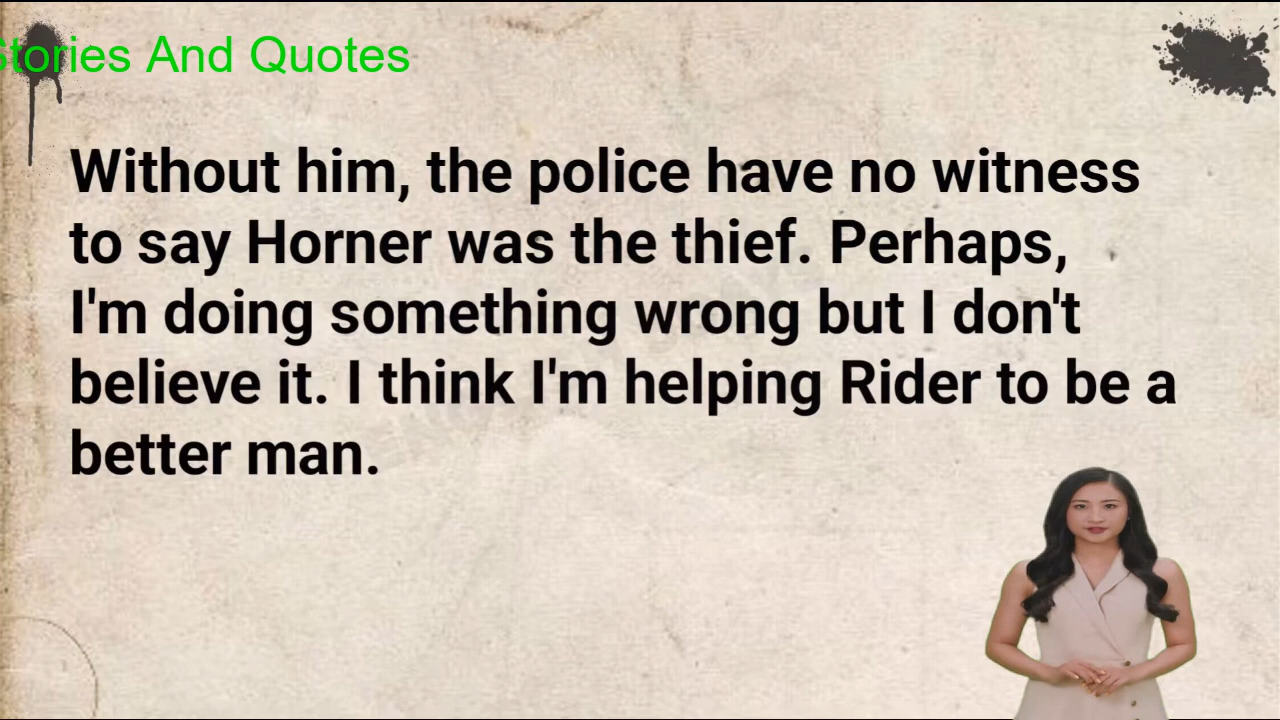 Stories And Quotes
Without him, the police have no witness
to say Horner was the thief. Perhaps,
I'm doing something wrong but I don't
believe it. I think I'm helping Rider to be a
better man.